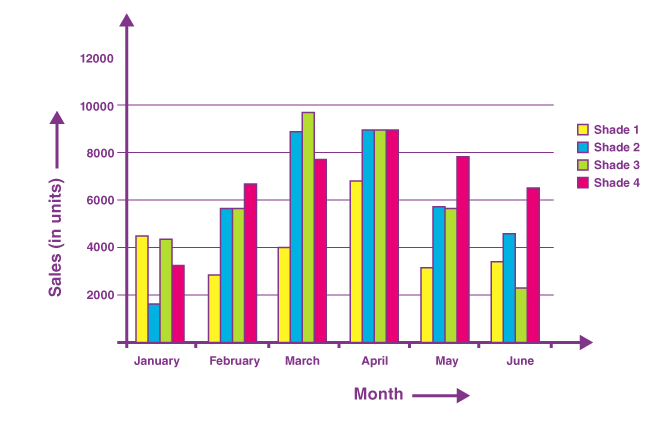 12000
10000
8000
6000
4000
2000
Sales (in units)
January February March April May June
Month
Shade 1
Shade 2
Shade 3
Shade 4